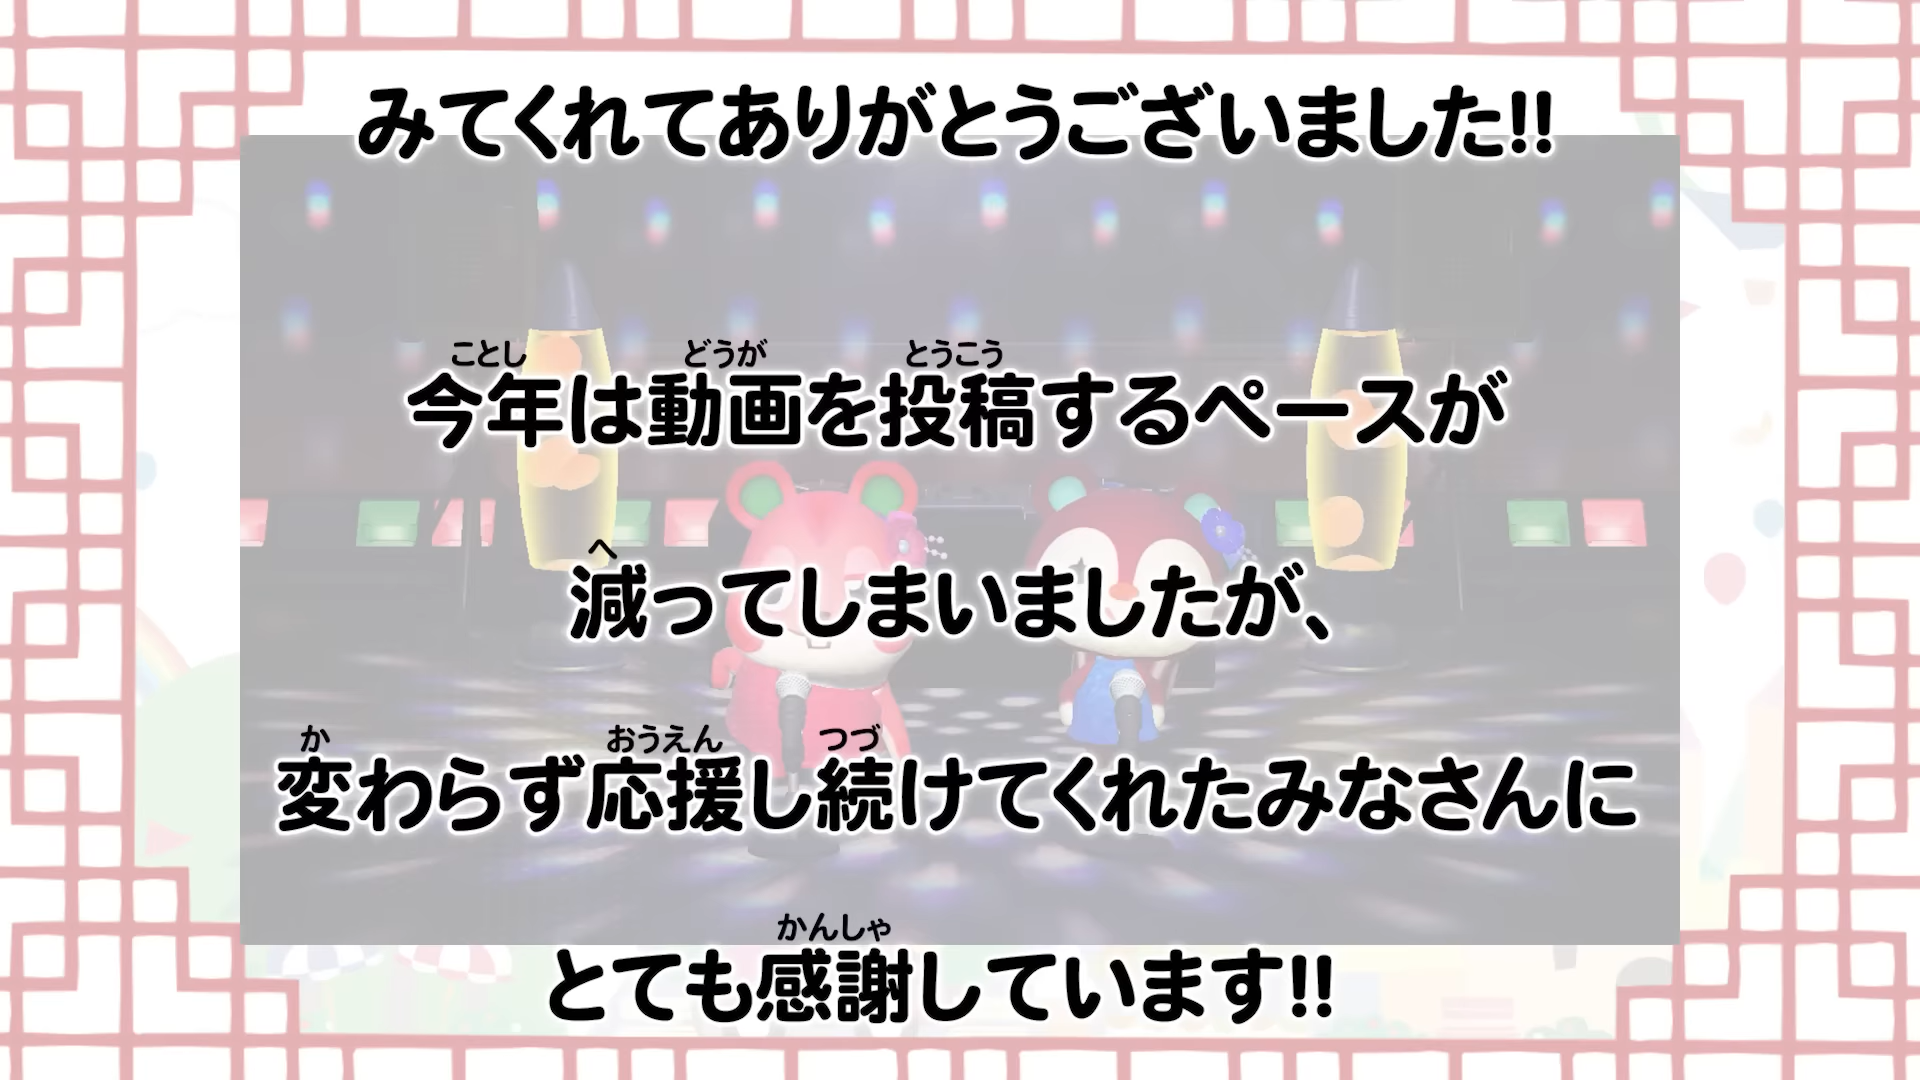 みてくれてありがとうございました!!
ことし どうが とうこう
今年は動画を投稿するペースが
へ
減ってしまいましたが、
か おうえん つづ
変わらず応援し続けてくれたみなさんに
かんしゃ
とても感謝しています!!